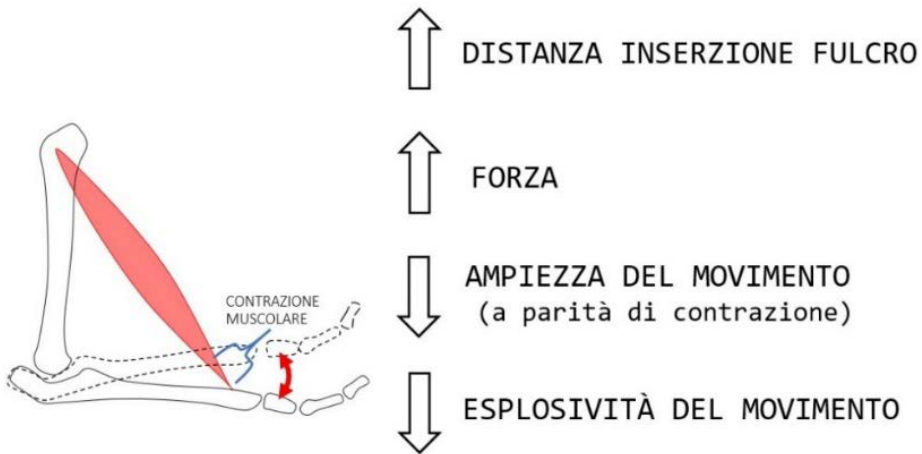 DISTANZA INSERZIONE FULCRO
FORZA
AMPIEZZA DEL MOVIMENTO
(a parità di contrazione)
ESPLOSIVITÀ DEL MOVIMENTO
CONTRAZIONE
MUSCOLARE